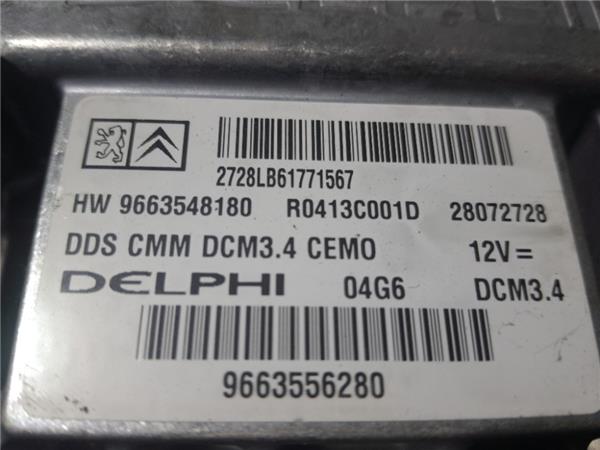 2728LB61771567
HW 9663548180 R0413C001D 28072728
DDS CMM DCM3.4 CEMO 12V=
DELPHI 04G6 DCM3.4
9663556280